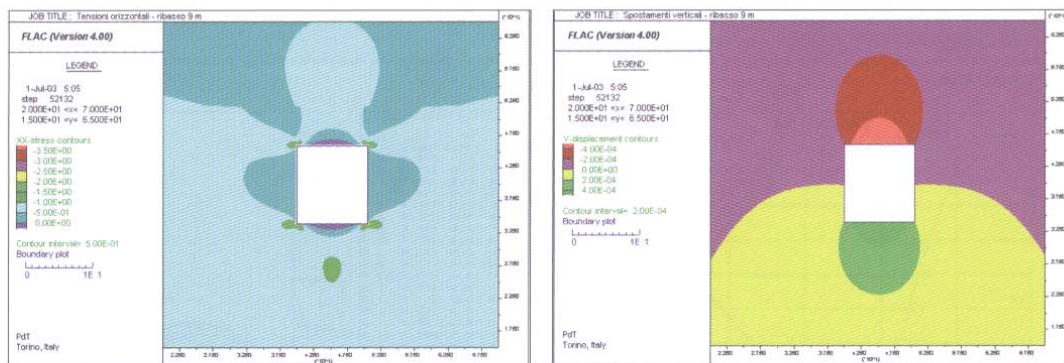 JOB TITLE : Tensioni orizzontali - ribasso 9 m
FLAC (Version 4.00)
LEGEND
1-Jul-03 5:05
step 52132
2.000E+01 <x< 7.000E+01
1.500E+01 <y< 6.500E+01
XX-stress contours
-3.50E+00
-3.00E+00
-2.50E+00
-2.00E+00
-1.50E+00
-1.00E+00
-5.00E-01
0.00E+00
Contour interval= 5.00E-01
Boundary plot
0 1E 1
PdT
Torino, Italy
JOB TITLE : Spostamenti verticali - ribasso 9 m
FLAC (Version 4.00)
LEGEND
1-Jul-03 5:05
step 52132
2.000E+01 <x< 7.000E+01
1.500E+01 <y< 6.500E+01
Y-displacement contours
-4.00E-04
-2.00E-04
0.00E+00
2.00E-04
4.00E-04
Contour interval= 2.00E-04
Boundary plot
0 1E 1
PdT
Torino, Italy